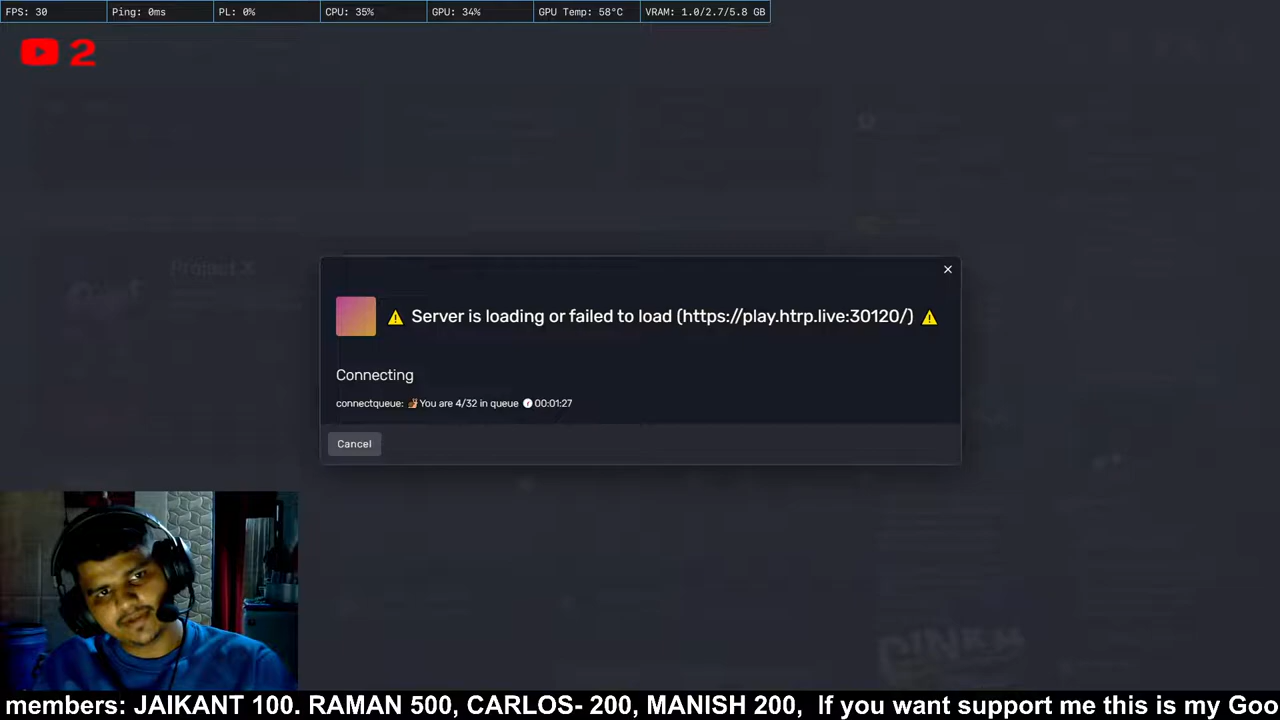 FPS: 30 Ping: 0ms PL: 0% CPU: 35% GPU: 34% GPU Temp: 58°C VRAM: 1.0/2.7/5.8 GB
2
Project X
⚠ Server is loading or failed to load (https://play.htrp.live:30120/) ⚠
Connecting
connectqueue: 🐌You are 4/32 in queue 🕜00:01:27
Cancel
members: JAIKANT 100. RAMAN 500, CARLOS- 200, MANISH 200, If you want support me this is my Goo